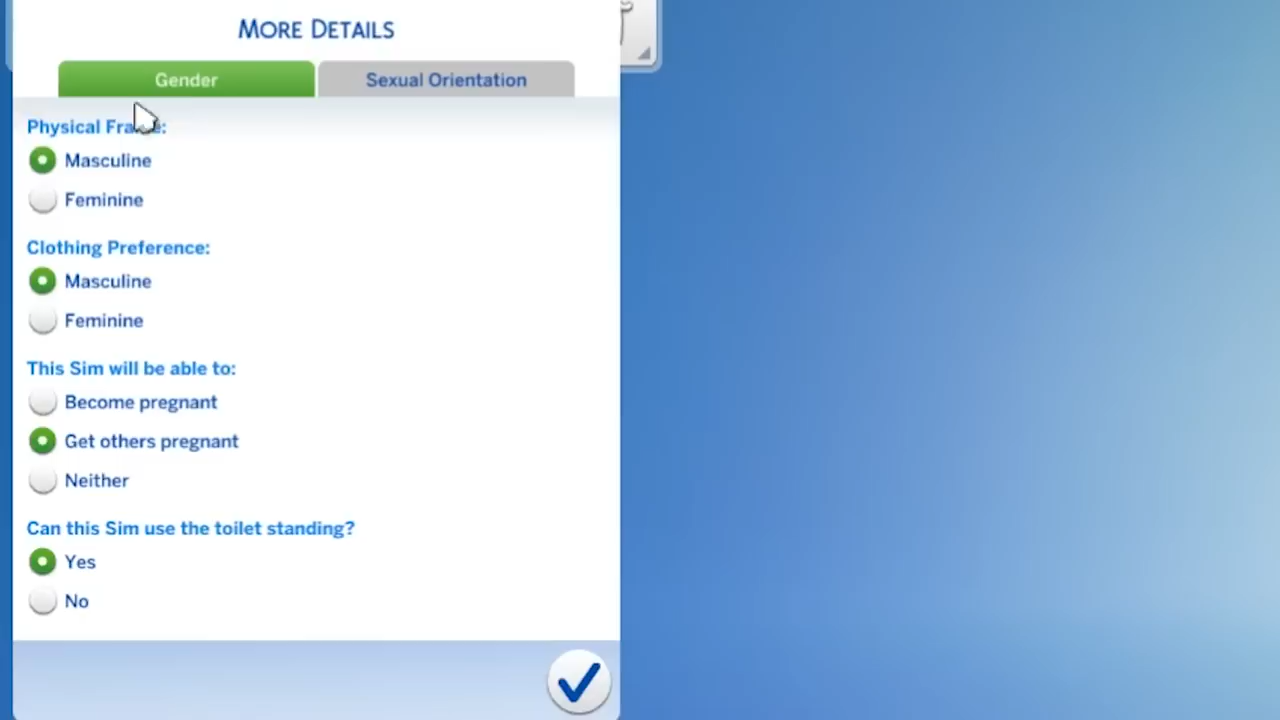 MORE DETAILS
Gender
Sexual Orientation
Physical Frame:
Masculine
Feminine
Clothing Preference:
Masculine
Feminine
This Sim will be able to:
Become pregnant
Get others pregnant
Neither
Can this Sim use the toilet standing?
Yes
No